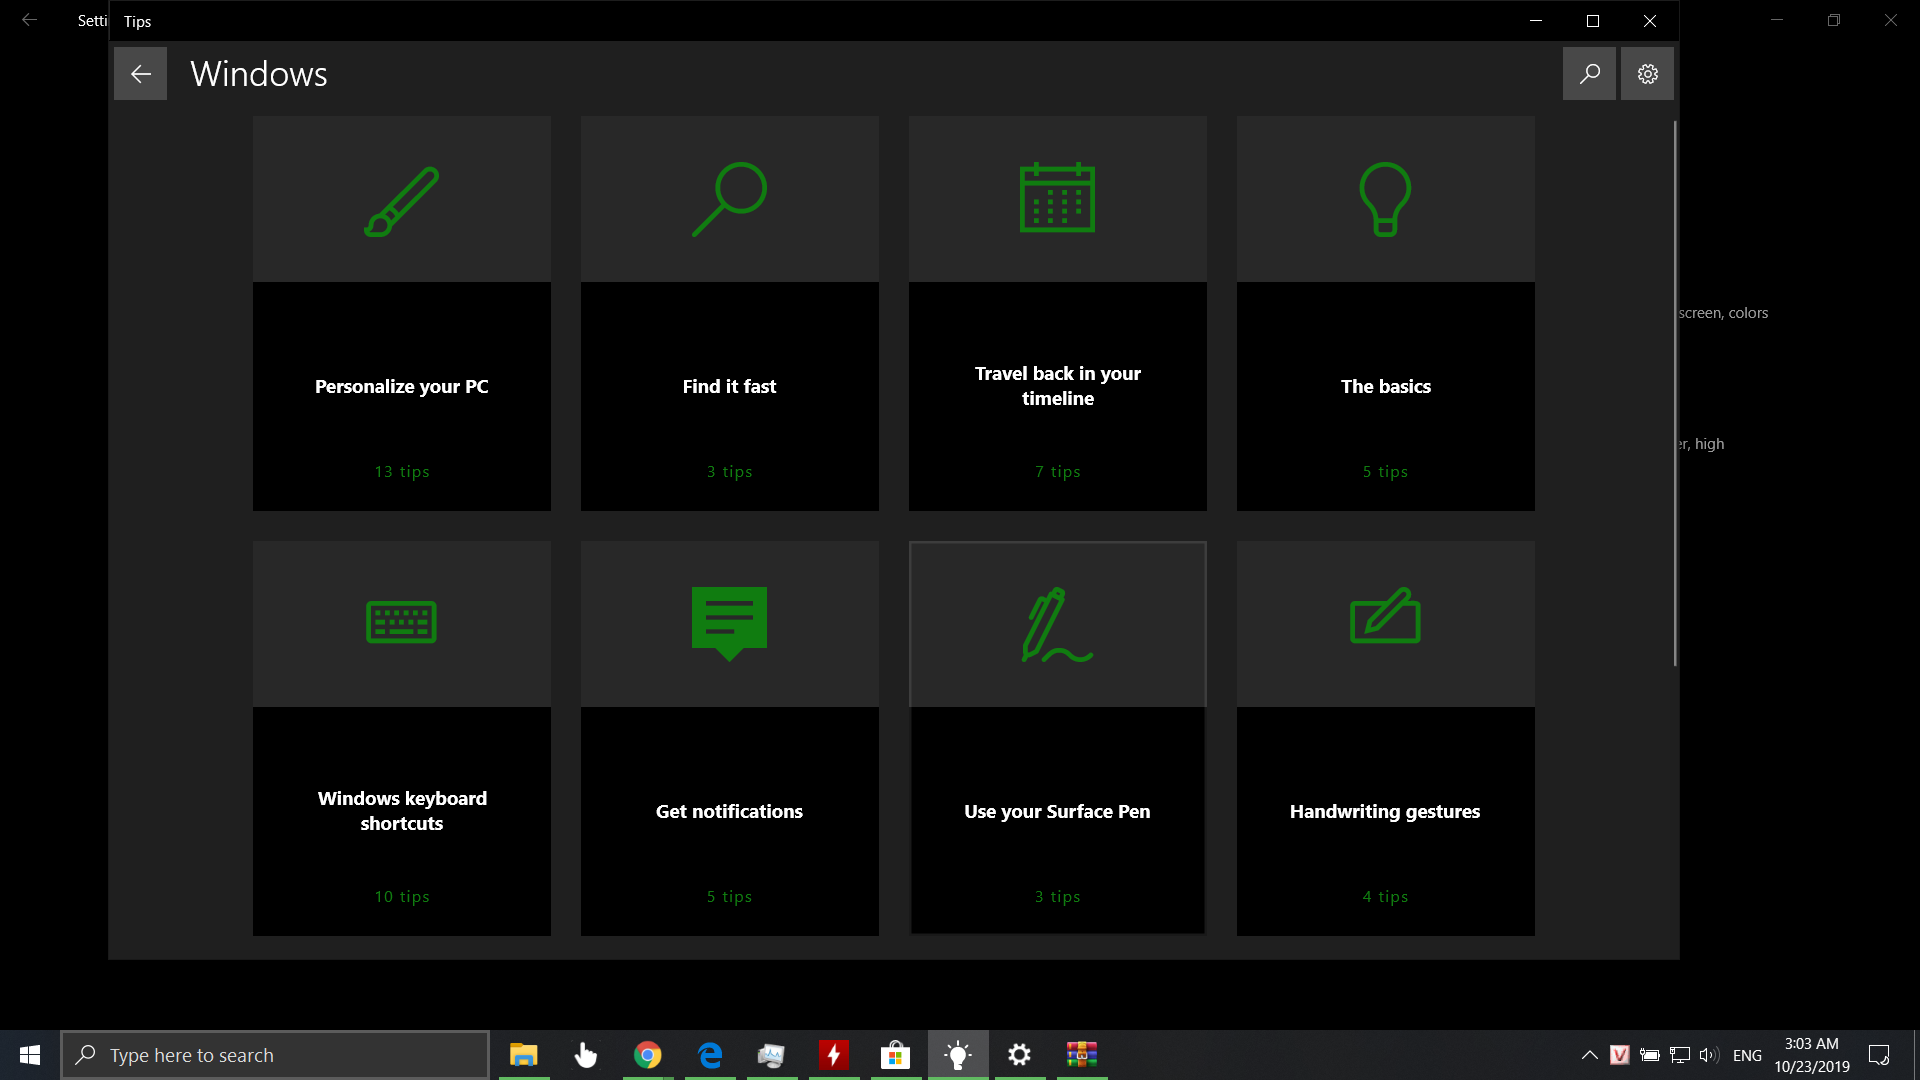 Setti
Tips
Windows
screen, colors
Personalize your PC
Find it fast
Travel back in your
timeline
The basics
r, high
13 tips
3 tips
7 tips
5 tips
Windows keyboard
shortcuts
Get notifications
Use your Surface Pen
Handwriting gestures
10 tips
5 tips
3 tips
4 tips
Type here to search
ENG
3:03 AM
10/23/2019